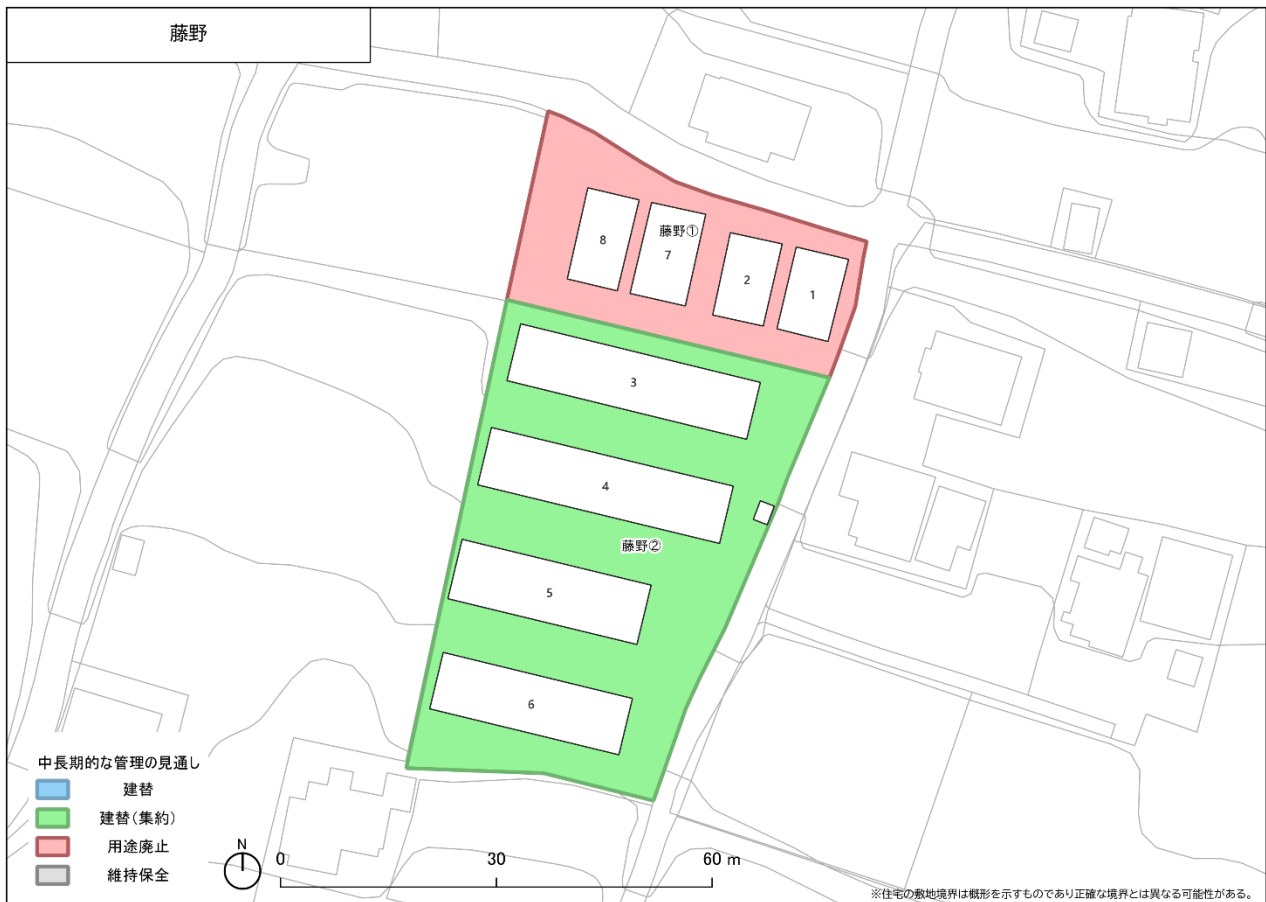 藤野
藤野①
8
7
2
1
3
4
藤野②
5
6
中長期的な管理の見通し
建替
建替(集約)
用途廃止
維持保全
N
0 30 60 m
※住宅の敷地境界は概形を示すものであり正確な境界とは異なる可能性がある。